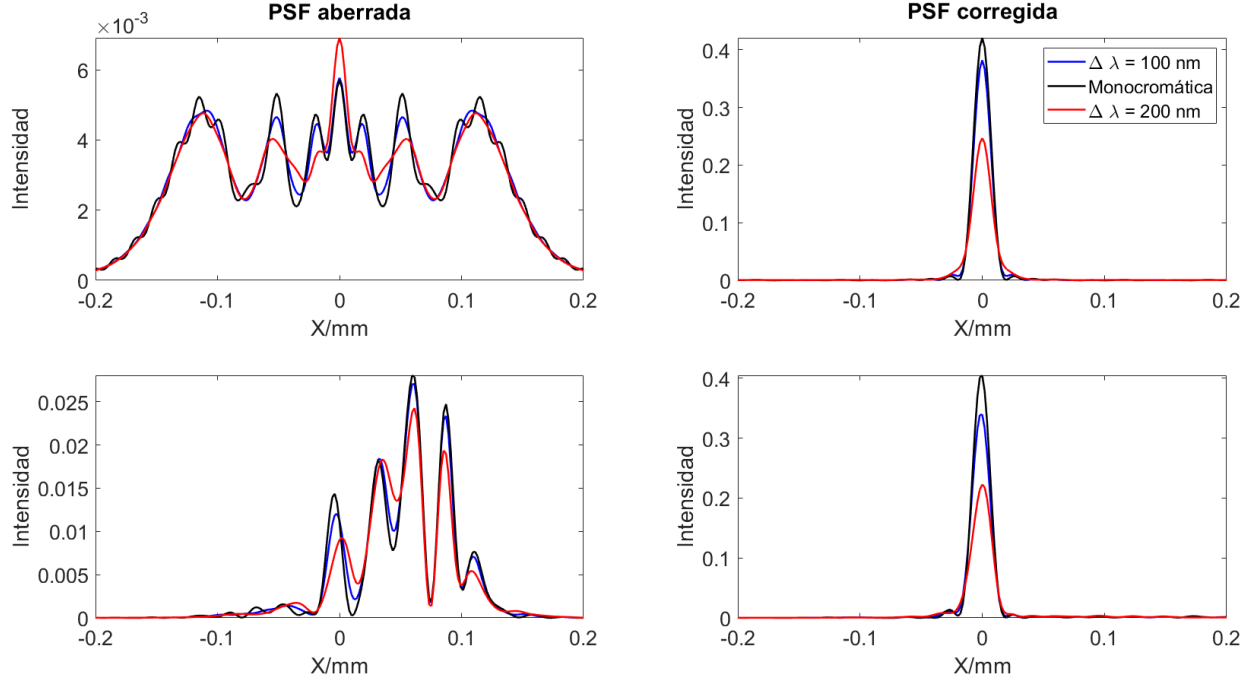 PSF aberrada
×10⁻³
6
4
2
0
Intensidad
-0.2 -0.1 0 0.1 0.2
X/mm
PSF corregida
0.4
0.3
0.2
0.1
0
Intensidad
Δ λ = 100 nm
Monocromática
Δ λ = 200 nm
-0.2 -0.1 0 0.1 0.2
X/mm
0.025
0.02
0.015
0.01
0.005
0
Intensidad
-0.2 -0.1 0 0.1 0.2
X/mm
0.4
0.3
0.2
0.1
0
Intensidad
-0.2 -0.1 0 0.1 0.2
X/mm